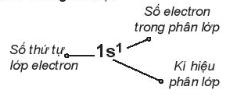 Số electron
trong phân lớp
Số thứ tự
lớp electron
1s¹
Kí hiệu
phân lớp